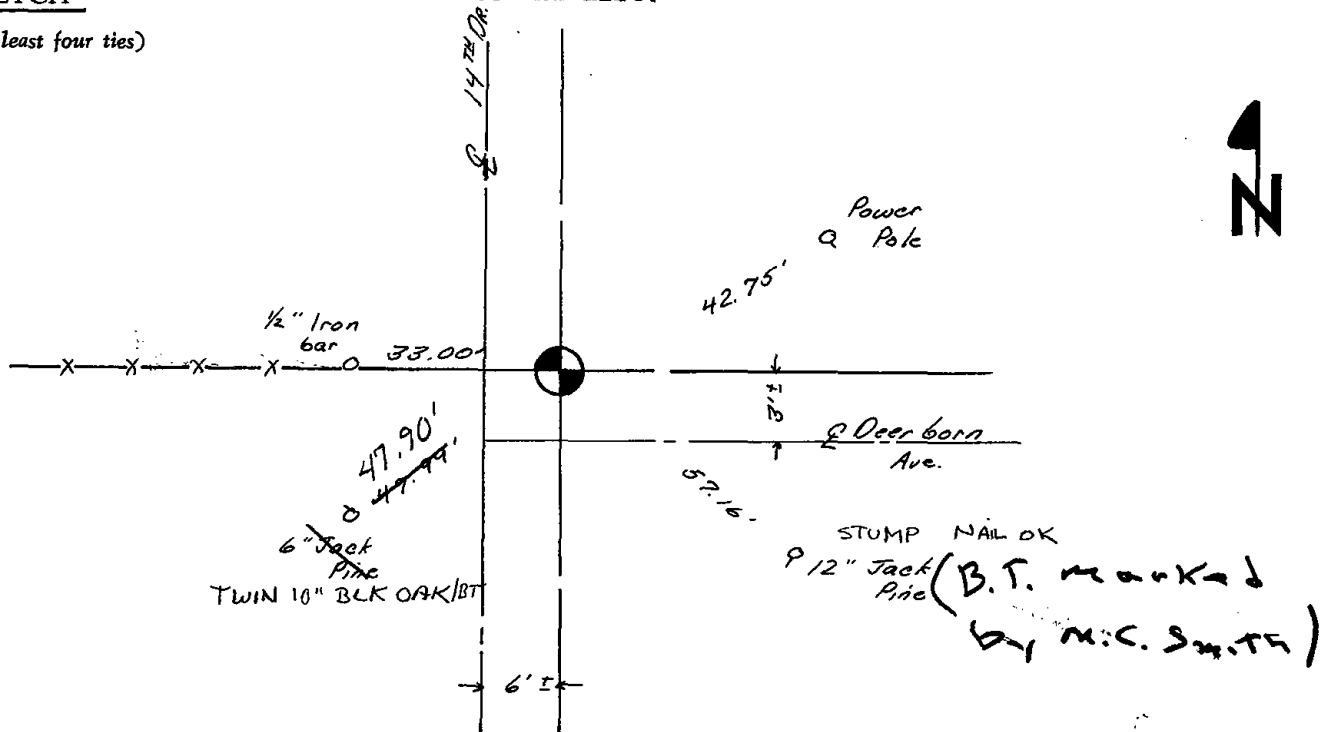 least four ties)
14TH DR.
℄
N
Power
Pole
42.75'
1/2" Iron
bar
33.00'
3'±
℄ Deerborn
Ave.
47.90'
47.99'
57.16
6" Jack
Pine
TWIN 10" BLK OAK/BT
STUMP NAIL OK
12" Jack
Pine
(B.T. marked
by M.C. Smith)
6'±